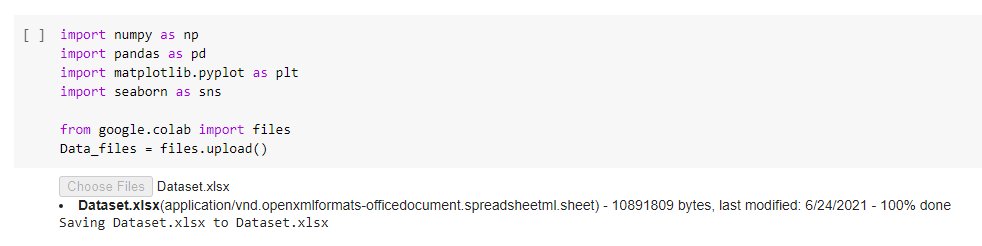 [ ] import numpy as np
import pandas as pd
import matplotlib.pyplot as plt
import seaborn as sns
from google.colab import files
Data_files = files.upload()
Choose Files Dataset.xlsx
• Dataset.xlsx(application/vnd.openxmlformats-officedocument.spreadsheetml.sheet) - 10891809 bytes, last modified: 6/24/2021 - 100% done
Saving Dataset.xlsx to Dataset.xlsx